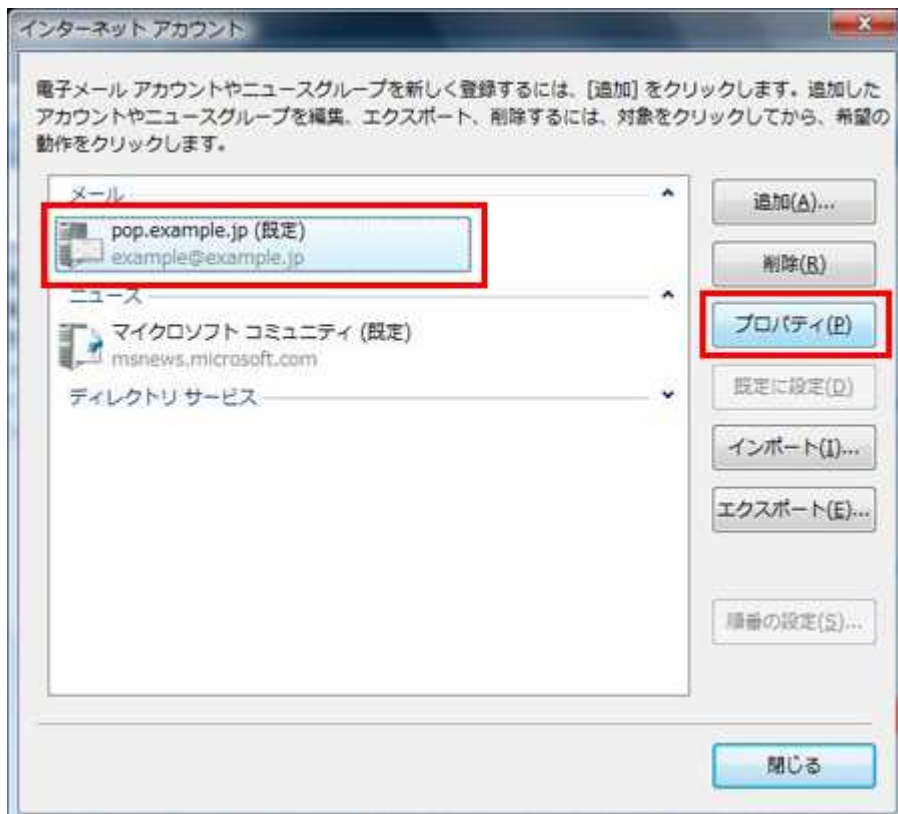 インターネット アカウント
電子メール アカウントやニュースグループを新しく登録するには、[追加] をクリックします。追加した
アカウントやニュースグループを編集、エクスポート、削除するには、対象をクリックしてから、希望の
動作をクリックします。
メール
pop.example.jp (既定)
example@example.jp
ニュース
マイクロソフト コミュニティ (既定)
msnews.microsoft.com
ディレクトリ サービス
追加(A)...
削除(R)
プロパティ(P)
既定に設定(D)
インポート(I)...
エクスポート(E)...
順番の設定(S)...
閉じる